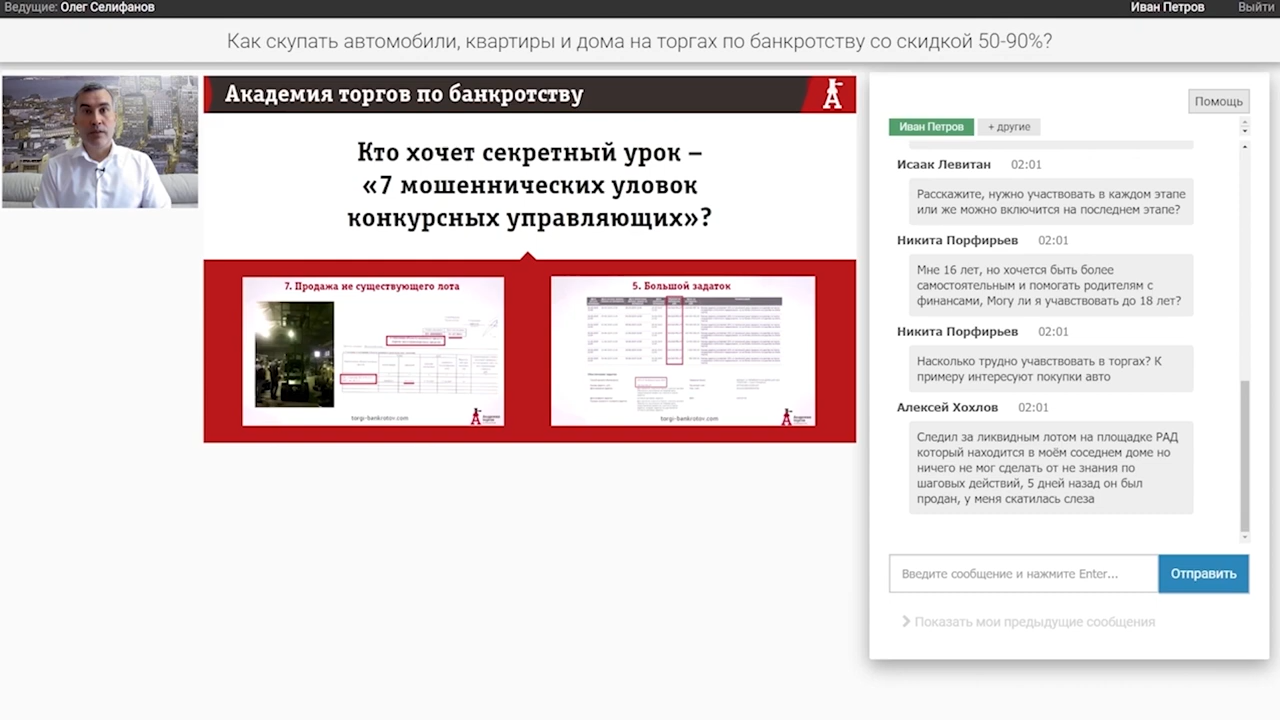 Ведущие: Олег Селифанов
Иван Петров
Выйти
Как скупать автомобили, квартиры и дома на торгах по банкротству со скидкой 50-90%?
Академия торгов по банкротству
Кто хочет секретный урок –
«7 мошеннических уловок
конкурсных управляющих»?
7. Продажа не существующего лота
torgi-bankrotov.com
5. Большой задаток
torgi-bankrotov.com
Помощь
Иван Петров
+ другие
Исаак Левитан 02:01
Расскажите, нужно участвовать в каждом этапе
или же можно включится на последнем этапе?
Никита Порфирьев 02:01
Мне 16 лет, но хочется быть более
самостоятельным и помогать родителям с
финансами, Могу ли я учавствовать до 18 лет?
Никита Порфирьев 02:01
Насколько трудно учавствовать в торгах? К
примеру интересуют покупки авто
Алексей Хохлов 02:01
Следил за ликвидным лотом на площадке РАД
который находится в моём соседнем доме но
ничего не мог сделать от не знания по
шаговых действий, 5 дней назад он был
продан, у меня скатилась слеза
Введите сообщение и нажмите Enter...
Отправить
Показать мои предыдущие сообщения